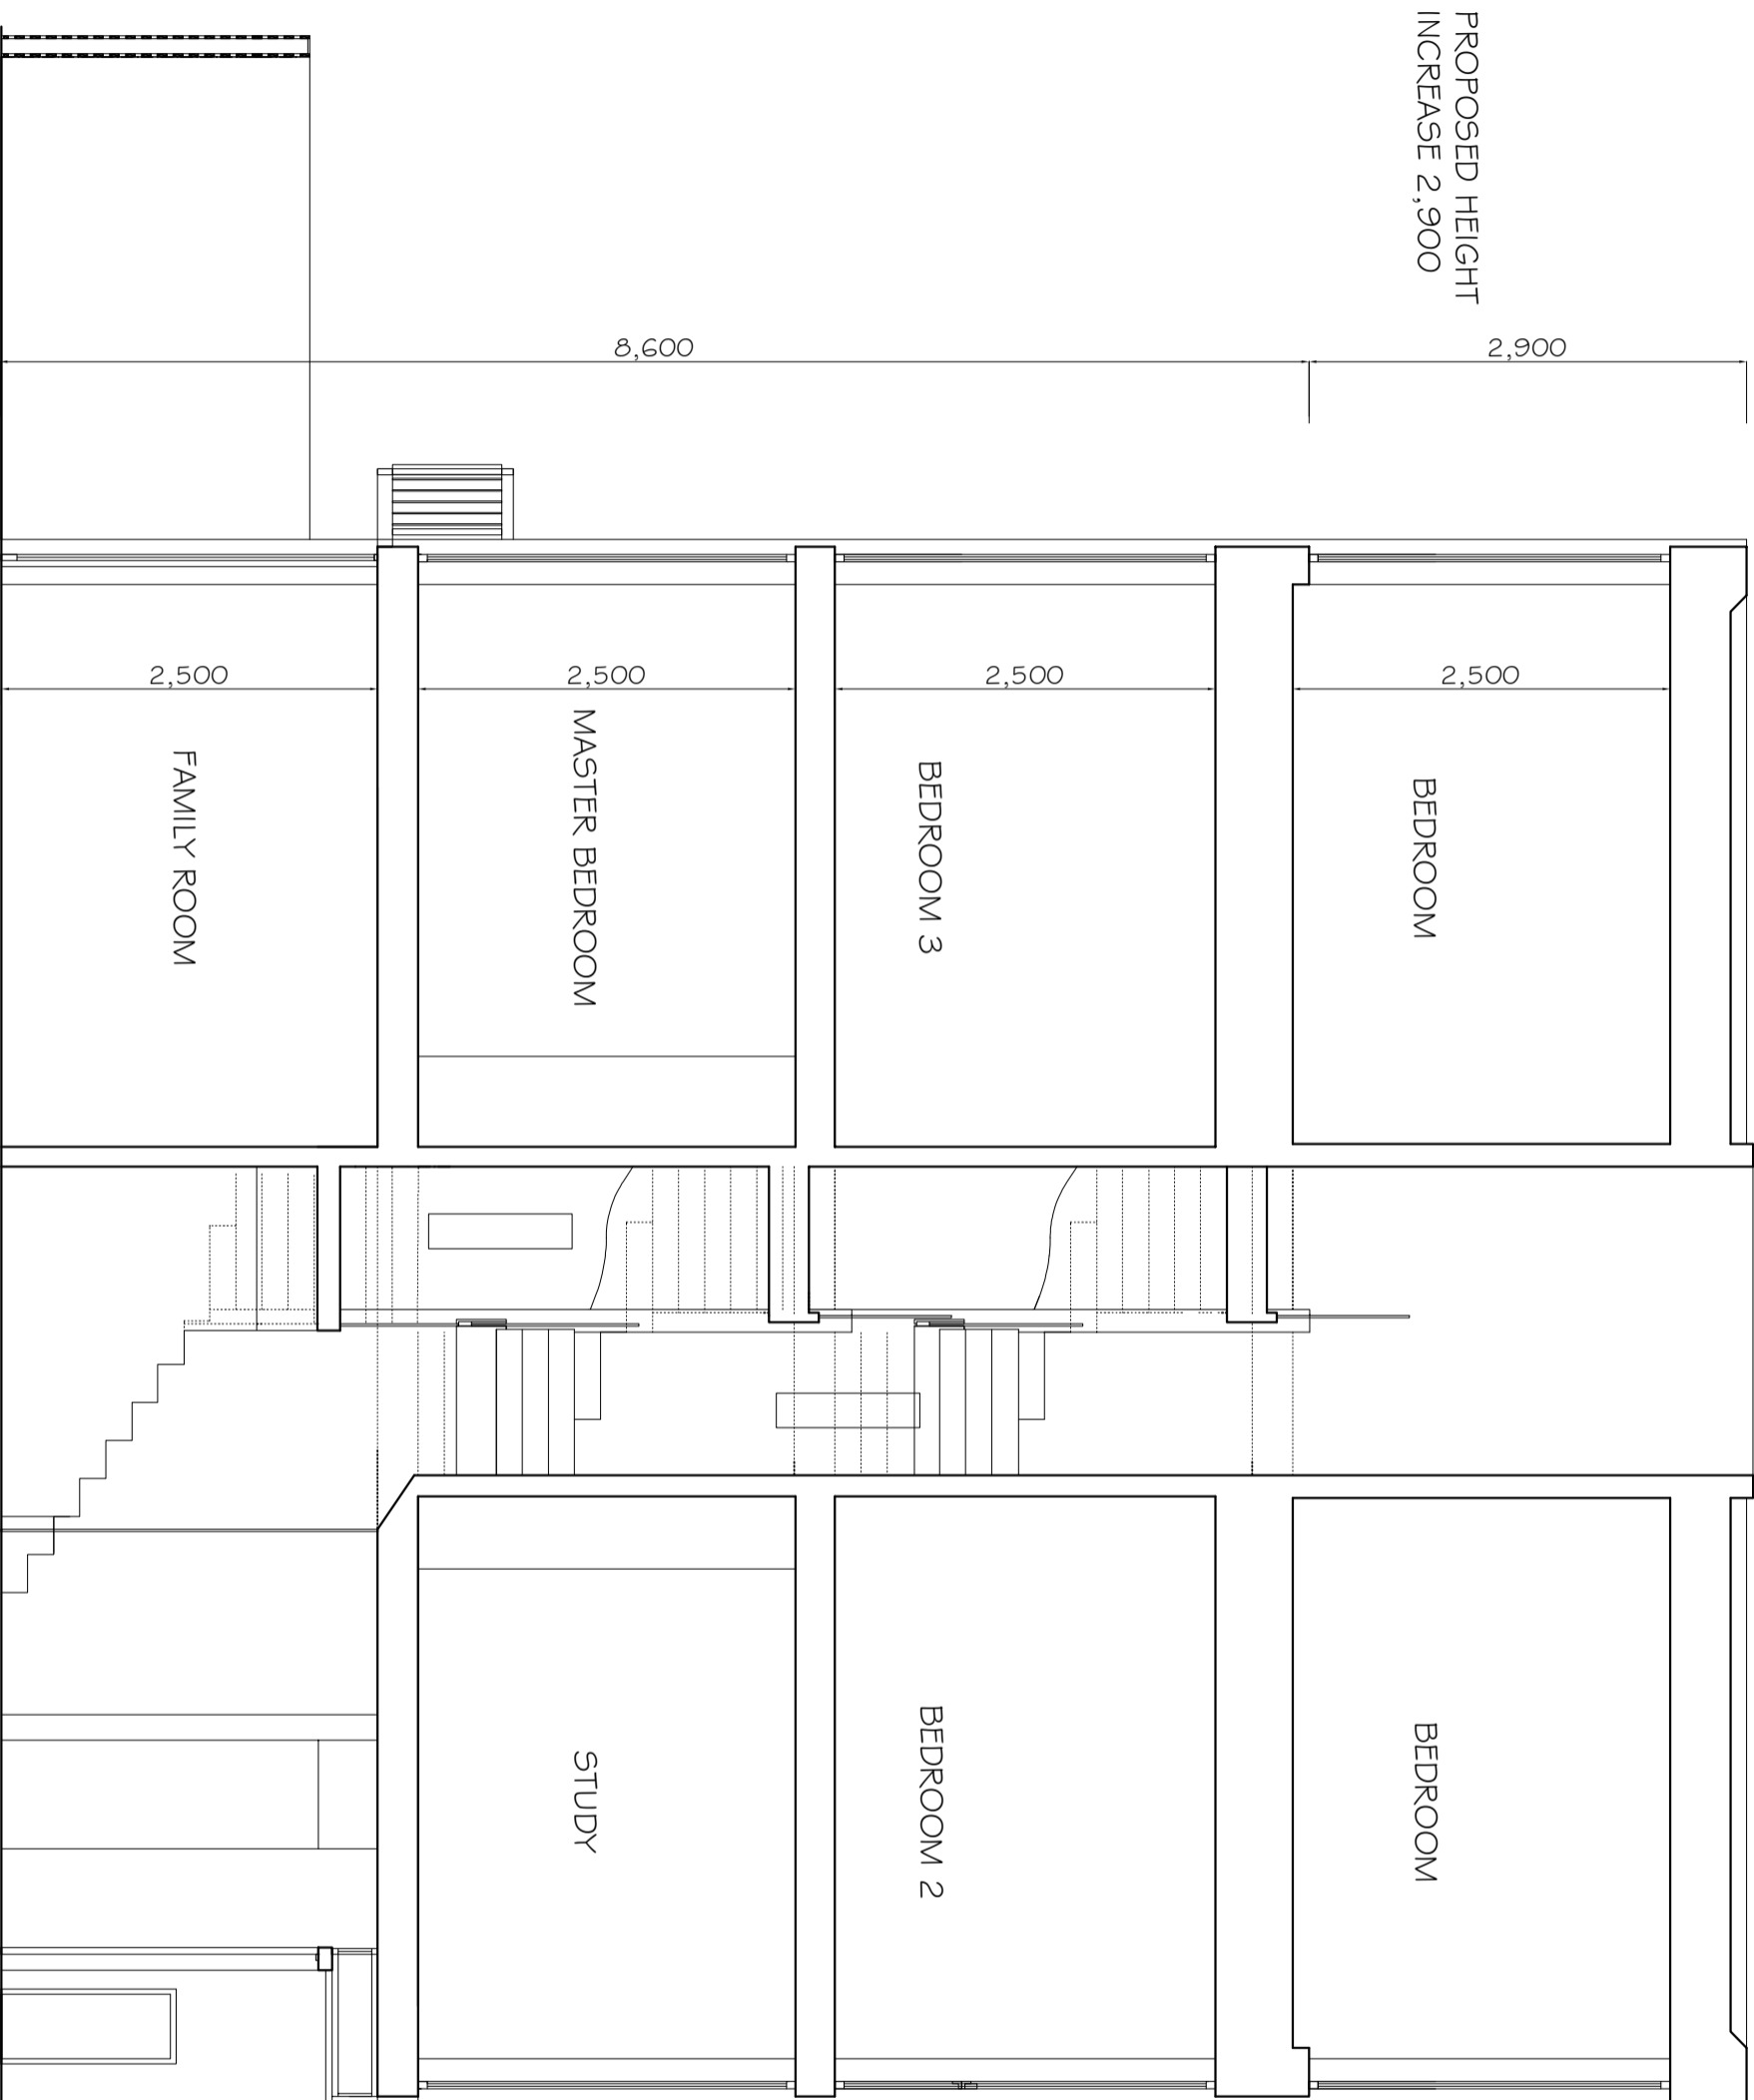 PROPOSED HEIGHT
INCREASE 2,900
2,900
8,600
2,500
2,500
2,500
2,500
BEDROOM
BEDROOM 3
MASTER BEDROOM
FAMILY ROOM
BEDROOM
BEDROOM 2
STUDY